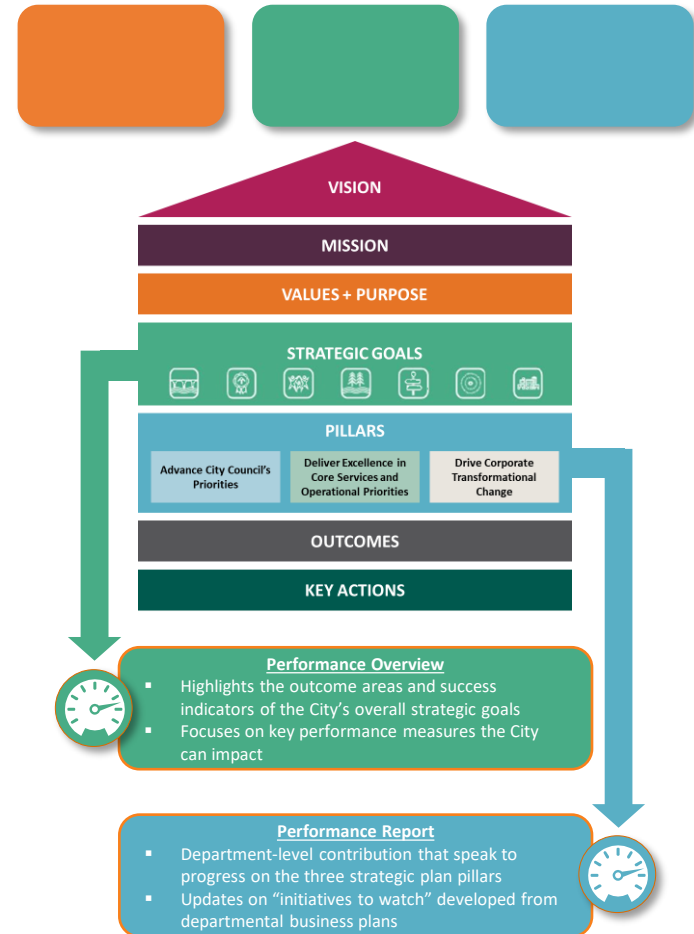 VISION
MISSION
VALUES + PURPOSE
STRATEGIC GOALS
PILLARS
Advance City Council's
Priorities
Deliver Excellence in
Core Services and
Operational Priorities
Drive Corporate
Transformational
Change
OUTCOMES
KEY ACTIONS
Performance Overview
▪ Highlights the outcome areas and success
indicators of the City's overall strategic goals
▪ Focuses on key performance measures the City
can impact
Performance Report
▪ Department-level contribution that speak to
progress on the three strategic plan pillars
▪ Updates on “initiatives to watch” developed from
departmental business plans